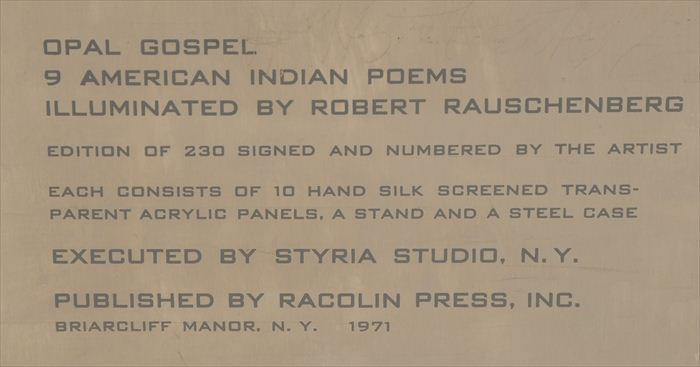 OPAL GOSPEL
9 AMERICAN INDIAN POEMS
ILLUMINATED BY ROBERT RAUSCHENBERG
EDITION OF 230 SIGNED AND NUMBERED BY THE ARTIST
EACH CONSISTS OF 10 HAND SILK SCREENED TRANS-
PARENT ACRYLIC PANELS, A STAND AND A STEEL CASE
EXECUTED BY STYRIA STUDIO, N.Y.
PUBLISHED BY RACOLIN PRESS, INC.
BRIARCLIFF MANOR, N. Y. 1971